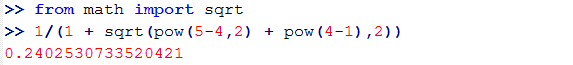 >> from math import sqrt
>> 1/(1 + sqrt(pow(5-4,2) + pow(4-1),2))
0.2402530733520421